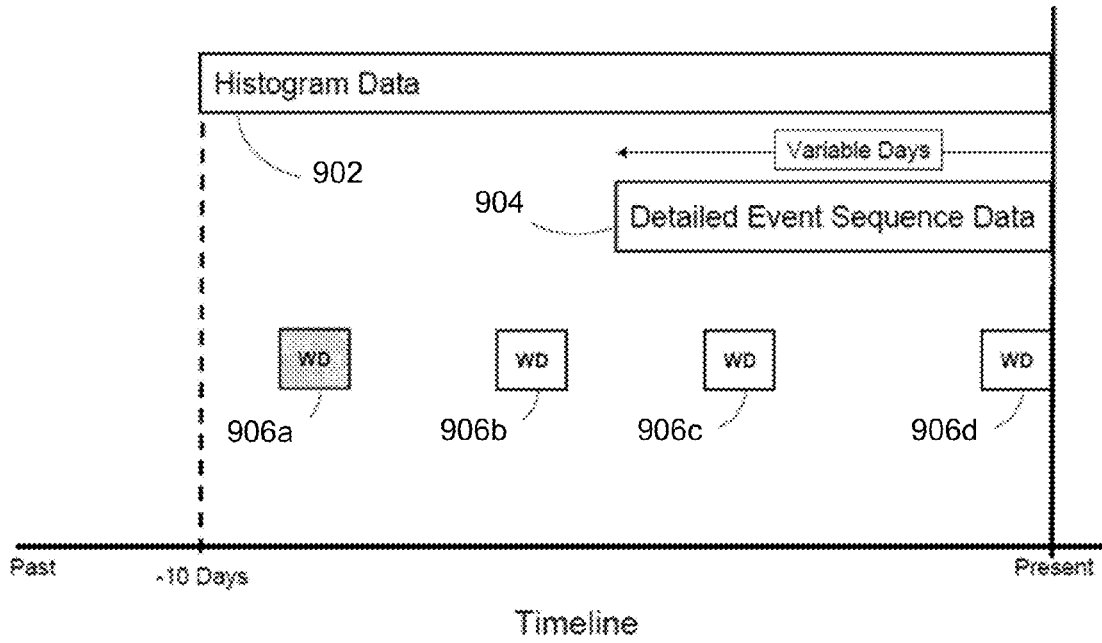 Histogram Data
902
Variable Days
904
Detailed Event Sequence Data
WD WD WD WD
906a 906b 906c 906d
Past ~10 Days Present
Timeline